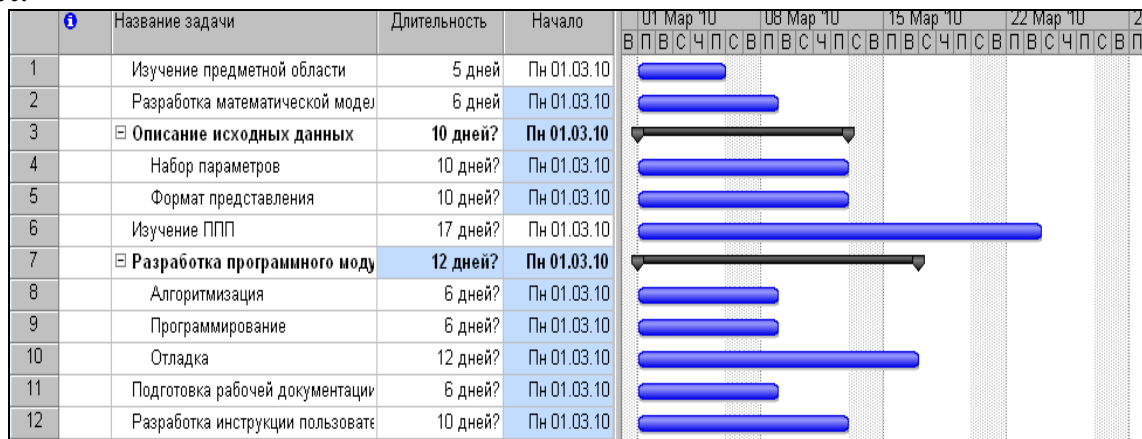 Название задачи Длительность Начало 01 Мар '10 08 Мар '10 15 Мар '10 22 Мар '10 2
В П В С Ч П С В П В С Ч П С В П В С Ч П С В П В С Ч П С В П
1 Изучение предметной области 5 дней Пн 01.03.10
2 Разработка математической модел 6 дней Пн 01.03.10
3 Описание исходных данных 10 дней? Пн 01.03.10
4 Набор параметров 10 дней? Пн 01.03.10
5 Формат представления 10 дней? Пн 01.03.10
6 Изучение ППП 17 дней? Пн 01.03.10
7 Разработка программного моду 12 дней? Пн 01.03.10
8 Алгоритмизация 6 дней? Пн 01.03.10
9 Программирование 6 дней? Пн 01.03.10
10 Отладка 12 дней? Пн 01.03.10
11 Подготовка рабочей документации 6 дней? Пн 01.03.10
12 Разработка инструкции пользовате 10 дней? Пн 01.03.10